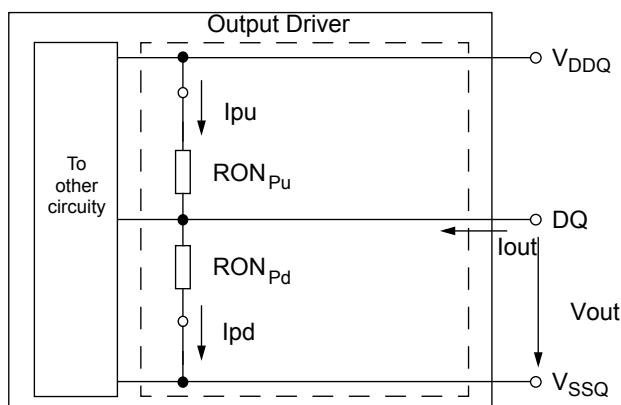 Output Driver
VDDQ
Ipu
To
other
circuity
RONPu
DQ
Iout
RONPd
Vout
Ipd
VSSQ